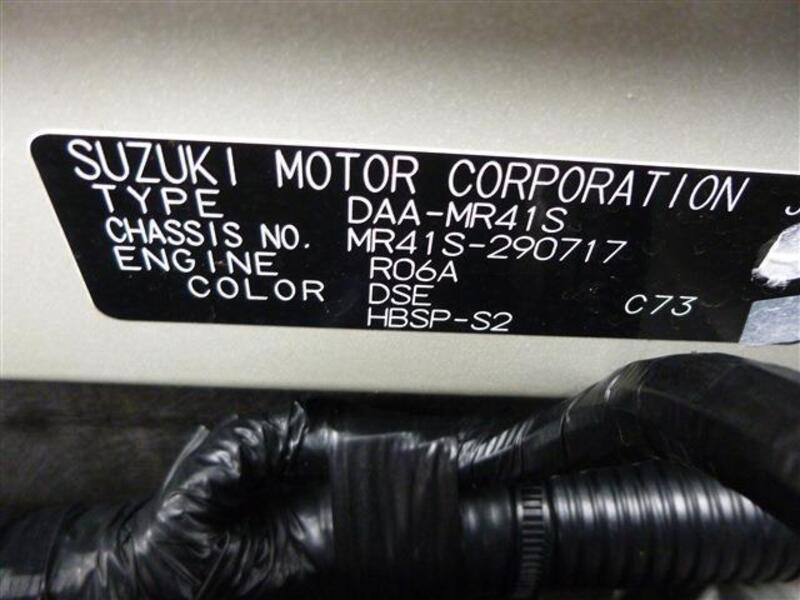 SUZUKI MOTOR CORPORATION
TYPE DAA-MR41S
CHASSIS NO. MR41S-290717
ENGINE R06A
COLOR DSE C73
HBSP-S2